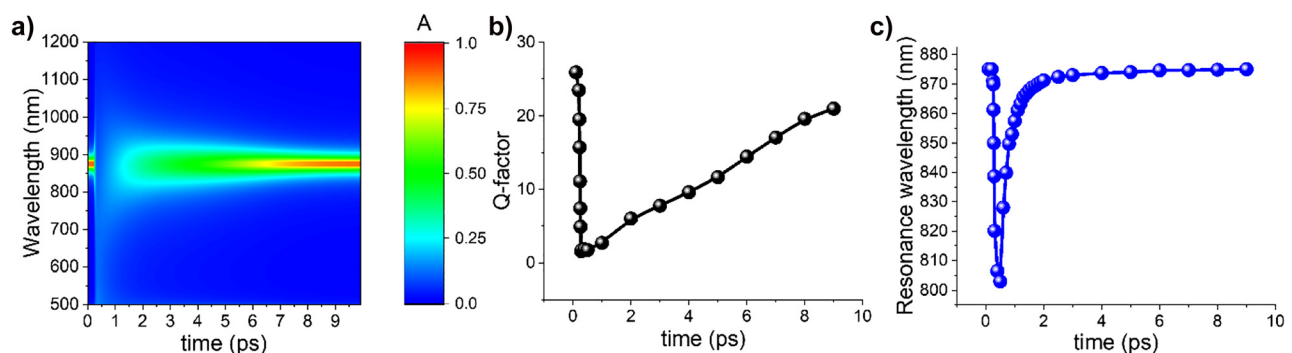 a)
Wavelength (nm)
1200
1100
1000
900
800
700
600
500
0 1 2 3 4 5 6 7 8 9
time (ps)
A
1.0
0.75
0.50
0.25
0.0
b)
Q-factor
30
20
10
0
0 2 4 6 8 10
time (ps)
c)
Resonance wavelength (nm)
880
870
860
850
840
830
820
810
800
0 2 4 6 8 10
time (ps)